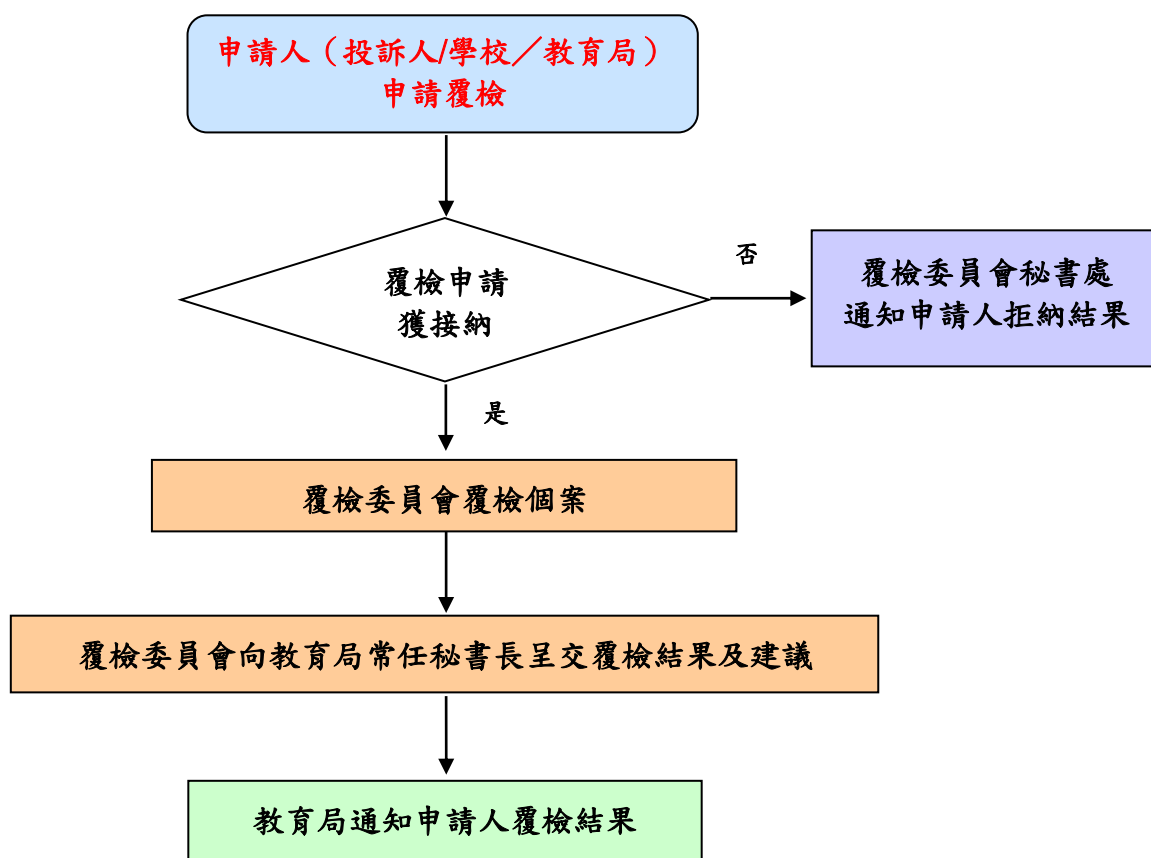 申請人（投訴人/學校／教育局）
申請覆檢
覆檢申請
獲接納
否
覆檢委員會秘書處
通知申請人拒納結果
是
覆檢委員會覆檢個案
覆檢委員會向教育局常任秘書長呈交覆檢結果及建議
教育局通知申請人覆檢結果